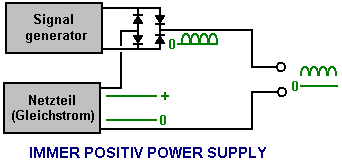 Signal
generator
0
Netzteil
(Gleichstrom)
+
0
0
IMMER POSITIV POWER SUPPLY